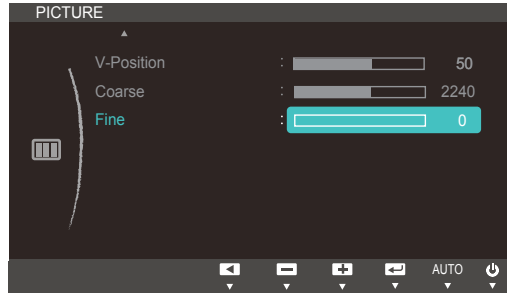 PICTURE
V-Position : 50
Coarse : 2240
Fine : 0
AUTO